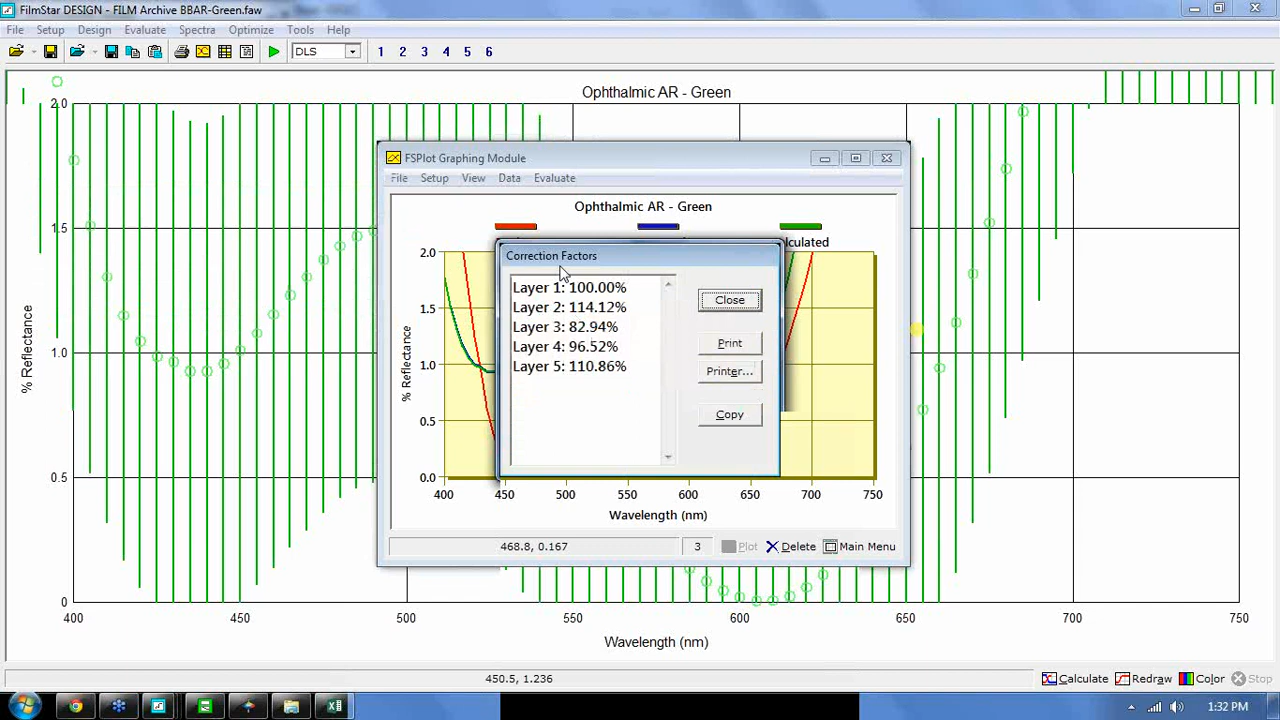 FilmStar DESIGN - FILM Archive BBAR-Green.faw
File Setup Design Evaluate Spectra Optimize Tools Help
DLS 1 2 3 4 5 6
Ophthalmic AR - Green
2.0
1.5
1.0
0.5
0
% Reflectance
400 450 500 550 600 650 700 750
Wavelength (nm)
FSPlot Graphing Module
File Setup View Data Evaluate
Ophthalmic AR - Green
2.0
1.5
1.0
0.5
0.0
% Reflectance
400 450 500 550 600 650 700 750
Wavelength (nm)
468.8, 0.167 3 Plot Delete Main Menu
Correction Factors
Layer 1: 100.00%
Layer 2: 114.12%
Layer 3: 82.94%
Layer 4: 96.52%
Layer 5: 110.86%
Close
Print
Printer...
Copy
450.5, 1.236 Calculate Redraw Color Stop
1:32 PM